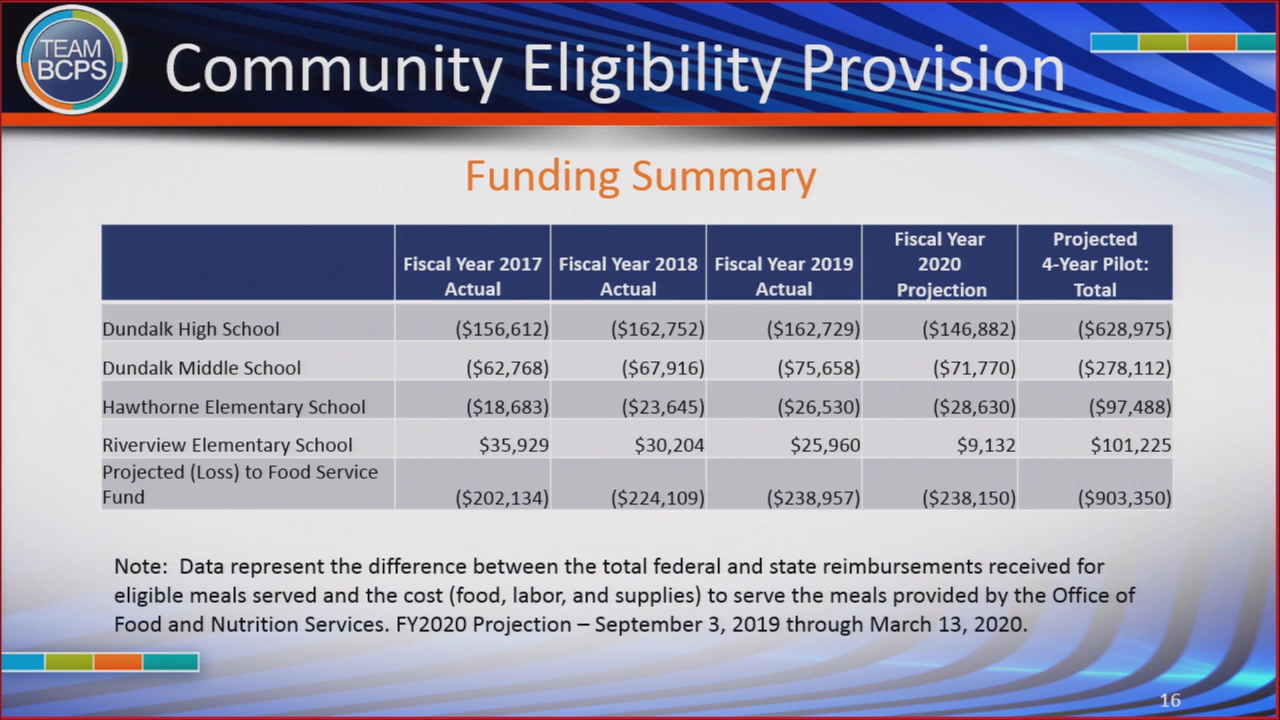 TEAM
BCPS
Community Eligibility Provision
Funding Summary
Fiscal Year 2017 Actual | Fiscal Year 2018 Actual | Fiscal Year 2019 Actual | Fiscal Year 2020 Projection | Projected 4-Year Pilot: Total
Dundalk High School ($156,612) ($162,752) ($162,729) ($146,882) ($628,975)
Dundalk Middle School ($62,768) ($67,916) ($75,658) ($71,770) ($278,112)
Hawthorne Elementary School ($18,683) ($23,645) ($26,530) ($28,630) ($97,488)
Riverview Elementary School $35,929 $30,204 $25,960 $9,132 $101,225
Projected (Loss) to Food Service
Fund ($202,134) ($224,109) ($238,957) ($238,150) ($903,350)
Note: Data represent the difference between the total federal and state reimbursements received for
eligible meals served and the cost (food, labor, and supplies) to serve the meals provided by the Office of
Food and Nutrition Services. FY2020 Projection – September 3, 2019 through March 13, 2020.
16